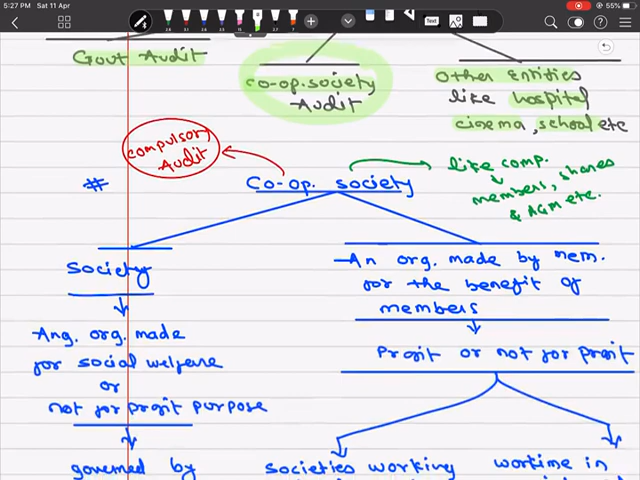 5:27 PM Sat 11 Apr
82%
Text
Govt Audit
Co-op. society
Audit
Other Entities
like hospital
cinema, school etc
Compulsory
Audit
# Co-op. society
like comp.
members, shares
& AGM etc.
Society
An org. made by mem.
for the benefit of
members
Ang. org. made
for social welfare
or
not for profit purpose
Profit or not for profit
governed by
societies working
workime in